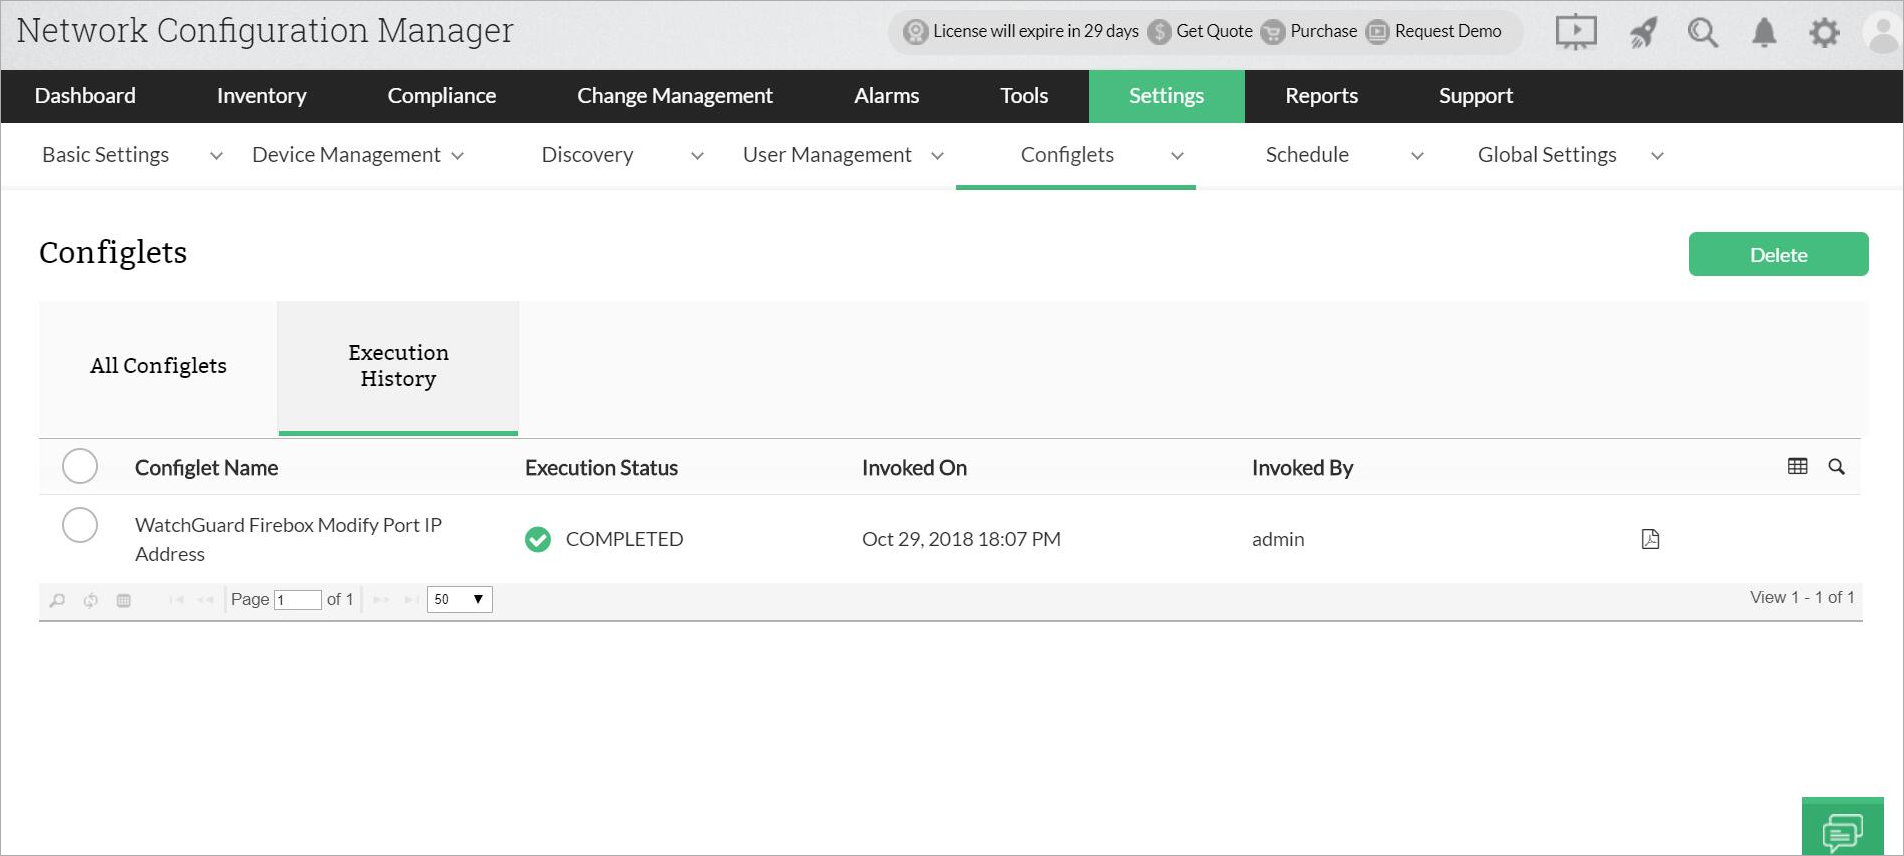 Network Configuration Manager
License will expire in 29 days Get Quote Purchase Request Demo
Dashboard Inventory Compliance Change Management Alarms Tools Settings Reports Support
Basic Settings Device Management Discovery User Management Configlets Schedule Global Settings
Configlets
Delete
All Configlets
Execution
History
Configlet Name Execution Status Invoked On Invoked By
WatchGuard Firebox Modify Port IP
Address
COMPLETED Oct 29, 2018 18:07 PM admin
Page 1 of 1 50 View 1 - 1 of 1